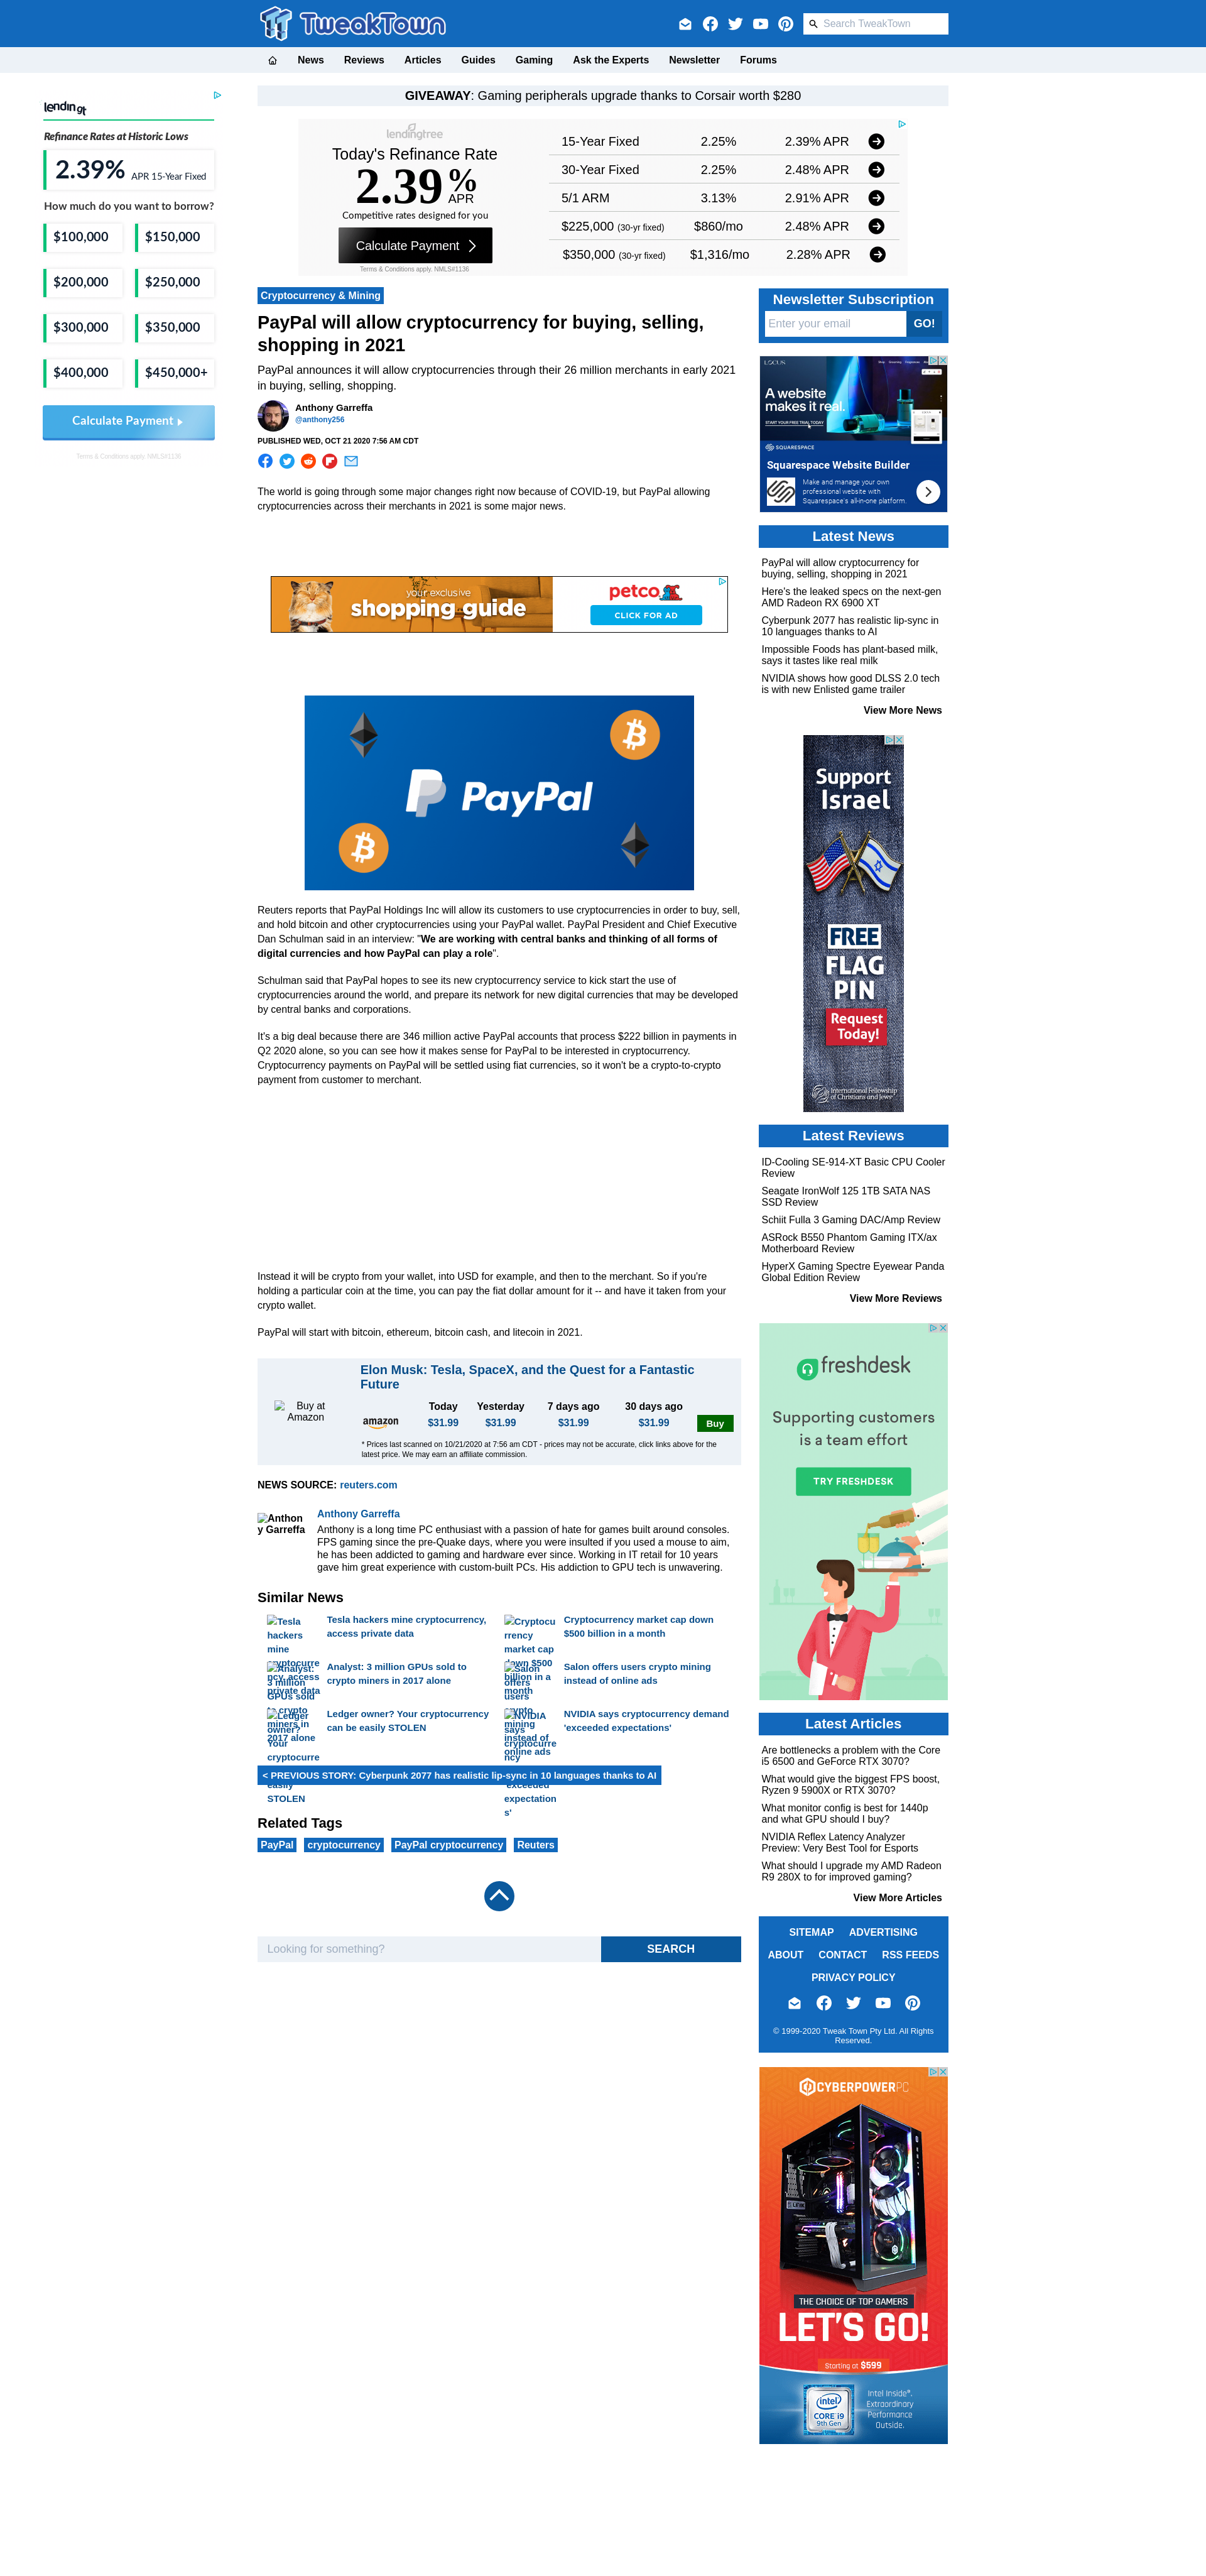 TweakTown
Search TweakTown
News Reviews Articles Guides Gaming Ask the Experts Newsletter Forums
GIVEAWAY: Gaming peripherals upgrade thanks to Corsair worth $280
lendingt
Refinance Rates at Historic Lows
2.39% APR 15-Year Fixed
How much do you want to borrow?
$100,000 $150,000
$200,000 $250,000
$300,000 $350,000
$400,000 $450,000+
Calculate Payment
Terms & Conditions apply. NMLS#1136
lendingtree
Today's Refinance Rate
2.39% APR
Competitive rates designed for you
Calculate Payment
Terms & Conditions apply. NMLS#1136
15-Year Fixed 2.25% 2.39% APR
30-Year Fixed 2.25% 2.48% APR
5/1 ARM 3.13% 2.91% APR
$225,000 (30-yr fixed) $860/mo 2.48% APR
$350,000 (30-yr fixed) $1,316/mo 2.28% APR
Cryptocurrency & Mining
PayPal will allow cryptocurrency for buying, selling,
shopping in 2021
PayPal announces it will allow cryptocurrencies through their 26 million merchants in early 2021
in buying, selling, shopping.
Anthony Garreffa
@anthony256
PUBLISHED WED, OCT 21 2020 7:56 AM CDT
The world is going through some major changes right now because of COVID-19, but PayPal allowing
cryptocurrencies across their merchants in 2021 is some major news.
your exclusive
shopping guide
petco
CLICK FOR AD
PayPal
Reuters reports that PayPal Holdings Inc will allow its customers to use cryptocurrencies in order to buy, sell,
and hold bitcoin and other cryptocurrencies using your PayPal wallet. PayPal President and Chief Executive
Dan Schulman said in an interview: "We are working with central banks and thinking of all forms of
digital currencies and how PayPal can play a role".
Schulman said that PayPal hopes to see its new cryptocurrency service to kick start the use of
cryptocurrencies around the world, and prepare its network for new digital currencies that may be developed
by central banks and corporations.
It's a big deal because there are 346 million active PayPal accounts that process $222 billion in payments in
Q2 2020 alone, so you can see how it makes sense for PayPal to be interested in cryptocurrency.
Cryptocurrency payments on PayPal will be settled using fiat currencies, so it won't be a crypto-to-crypto
payment from customer to merchant.
Instead it will be crypto from your wallet, into USD for example, and then to the merchant. So if you're
holding a particular coin at the time, you can pay the fiat dollar amount for it -- and have it taken from your
crypto wallet.
PayPal will start with bitcoin, ethereum, bitcoin cash, and litecoin in 2021.
Elon Musk: Tesla, SpaceX, and the Quest for a Fantastic
Future
Buy at
Amazon
Today Yesterday 7 days ago 30 days ago
amazon $31.99 $31.99 $31.99 $31.99 Buy
* Prices last scanned on 10/21/2020 at 7:56 am CDT - prices may not be accurate, click links above for the
latest price. We may earn an affiliate commission.
NEWS SOURCE: reuters.com
Anthon
y Garreffa
Anthony Garreffa
Anthony is a long time PC enthusiast with a passion of hate for games built around consoles.
FPS gaming since the pre-Quake days, where you were insulted if you used a mouse to aim,
he has been addicted to gaming and hardware ever since. Working in IT retail for 10 years
gave him great experience with custom-built PCs. His addiction to GPU tech is unwavering.
Similar News
Tesla hackers mine cryptocurrency,
access private data
Cryptocurrency market cap down
$500 billion in a month
Analyst: 3 million GPUs sold to
crypto miners in 2017 alone
Salon offers users crypto mining
instead of online ads
Ledger owner? Your cryptocurrency
can be easily STOLEN
NVIDIA says cryptocurrency demand
'exceeded expectations'
< PREVIOUS STORY: Cyberpunk 2077 has realistic lip-sync in 10 languages thanks to AI
Related Tags
PayPal cryptocurrency PayPal cryptocurrency Reuters
Looking for something? SEARCH
Newsletter Subscription
Enter your email GO!
LOCUS
A website
makes it real.
START YOUR FREE TRIAL TODAY
SQUARESPACE
Squarespace Website Builder
Make and manage your own
professional website with
Squarespace's all-in-one platform.
Latest News
PayPal will allow cryptocurrency for
buying, selling, shopping in 2021
Here's the leaked specs on the next-gen
AMD Radeon RX 6900 XT
Cyberpunk 2077 has realistic lip-sync in
10 languages thanks to AI
Impossible Foods has plant-based milk,
says it tastes like real milk
NVIDIA shows how good DLSS 2.0 tech
is with new Enlisted game trailer
View More News
Support
Israel
FREE
FLAG
PIN
Request
Today!
International Fellowship
of Christians and Jews
Latest Reviews
ID-Cooling SE-914-XT Basic CPU Cooler
Review
Seagate IronWolf 125 1TB SATA NAS
SSD Review
Schiit Fulla 3 Gaming DAC/Amp Review
ASRock B550 Phantom Gaming ITX/ax
Motherboard Review
HyperX Gaming Spectre Eyewear Panda
Global Edition Review
View More Reviews
freshdesk
Supporting customers
is a team effort
TRY FRESHDESK
Latest Articles
Are bottlenecks a problem with the Core
i5 6500 and GeForce RTX 3070?
What would give the biggest FPS boost,
Ryzen 9 5900X or RTX 3070?
What monitor config is best for 1440p
and what GPU should I buy?
NVIDIA Reflex Latency Analyzer
Preview: Very Best Tool for Esports
What should I upgrade my AMD Radeon
R9 280X to for improved gaming?
View More Articles
SITEMAP ADVERTISING
ABOUT CONTACT RSS FEEDS
PRIVACY POLICY
© 1999-2020 Tweak Town Pty Ltd. All Rights
Reserved.
CYBERPOWERPC
THE CHOICE OF TOP GAMERS
LET'S GO!
Starting at $599
intel
CORE i9
9th Gen
Intel Inside®.
Extraordinary
Performance
Outside.